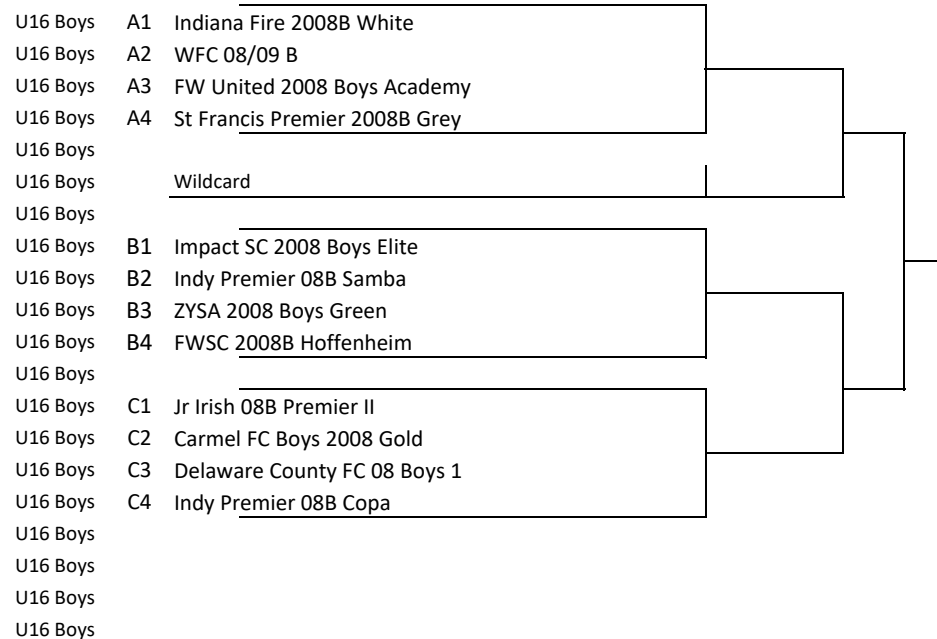 U16 Boys A1 Indiana Fire 2008B White
U16 Boys A2 WFC 08/09 B
U16 Boys A3 FW United 2008 Boys Academy
U16 Boys A4 St Francis Premier 2008B Grey
U16 Boys
U16 Boys Wildcard
U16 Boys
U16 Boys B1 Impact SC 2008 Boys Elite
U16 Boys B2 Indy Premier 08B Samba
U16 Boys B3 ZYSA 2008 Boys Green
U16 Boys B4 FWSC 2008B Hoffenheim
U16 Boys
U16 Boys C1 Jr Irish 08B Premier II
U16 Boys C2 Carmel FC Boys 2008 Gold
U16 Boys C3 Delaware County FC 08 Boys 1
U16 Boys C4 Indy Premier 08B Copa
U16 Boys
U16 Boys
U16 Boys
U16 Boys